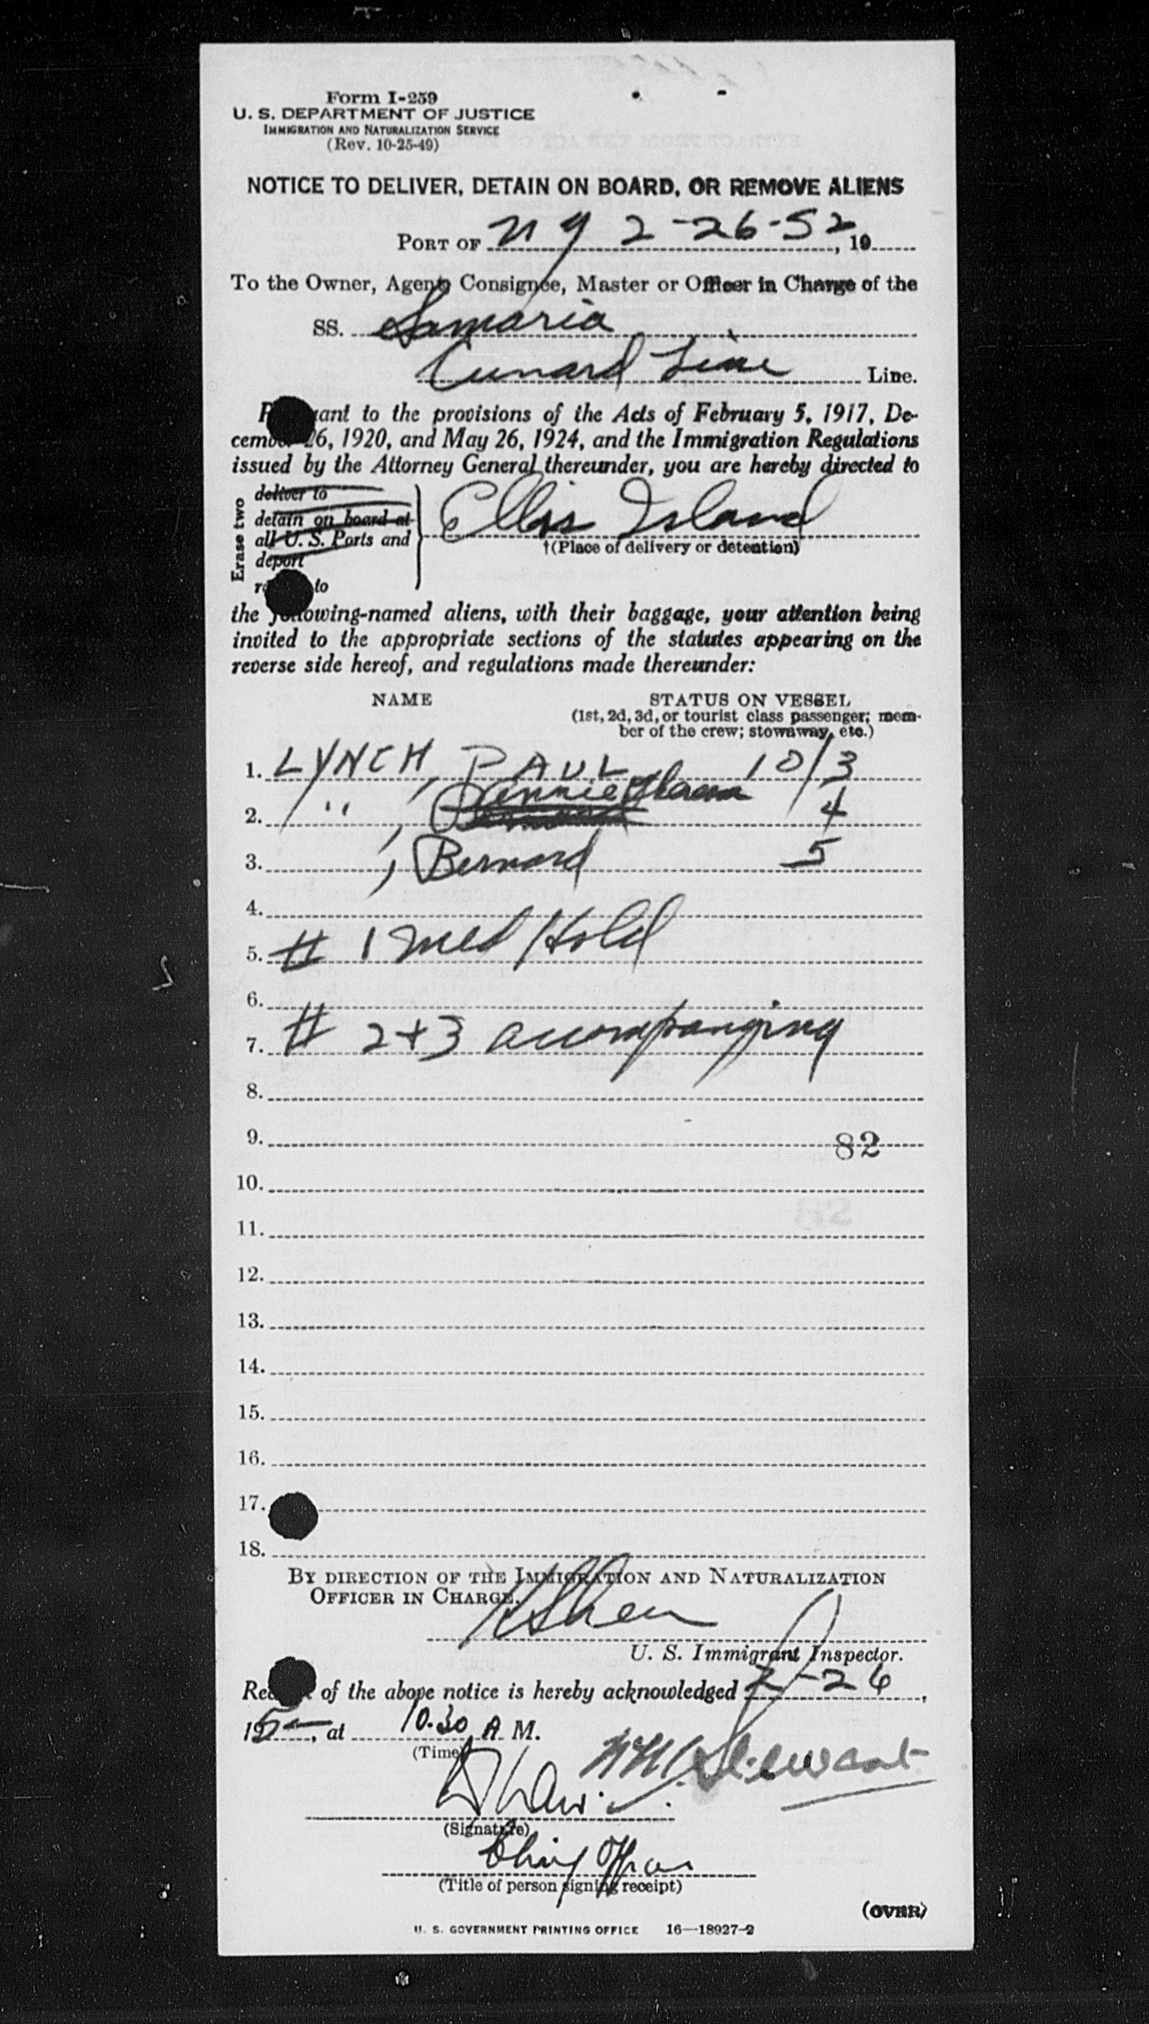 Form I-259
U. S. DEPARTMENT OF JUSTICE
IMMIGRATION AND NATURALIZATION SERVICE
(Rev. 10-25-49)
NOTICE TO DELIVER, DETAIN ON BOARD, OR REMOVE ALIENS
PORT OF NY 2-26-52, 19
To the Owner, Agent, Consignee, Master or Officer in Charge of the
SS. Samaria
Cunard Line Line.
ant to the provisions of the Acts of February 5, 1917, De-
cember 26, 1920, and May 26, 1924, and the Immigration Regulations
issued by the Attorney General thereunder, you are hereby directed to
Erase two
deliver to
detain on board at
all U. S. Ports and
deport
to
Ellis Island
†(Place of delivery or detention)
the following-named aliens, with their baggage, your attention being
invited to the appropriate sections of the statutes appearing on the
reverse side hereof, and regulations made thereunder:
NAME STATUS ON VESSEL
(1st, 2d, 3d, or tourist class passenger; mem-
ber of the crew; stowaway, etc.)
1. LYNCH, PAUL 10/3
2. " , Annie Theresa 4
3. , Bernard 5
4.
5. # 1 Med Hold
6.
7. # 2+3 accompanging
8.
9. 82
10.
11.
12.
13.
14.
15.
16.
17.
18.
BY DIRECTION OF THE IMMIGRATION AND NATURALIZATION
OFFICER IN CHARGE.
U. S. Immigrant Inspector.
of the above notice is hereby acknowledged 2-26,
195, at 10.30 A. M.
(Time)
Stewart
(Signature)
(Title of person signing receipt)
(OVER)
U. S. GOVERNMENT PRINTING OFFICE 16—18927-2